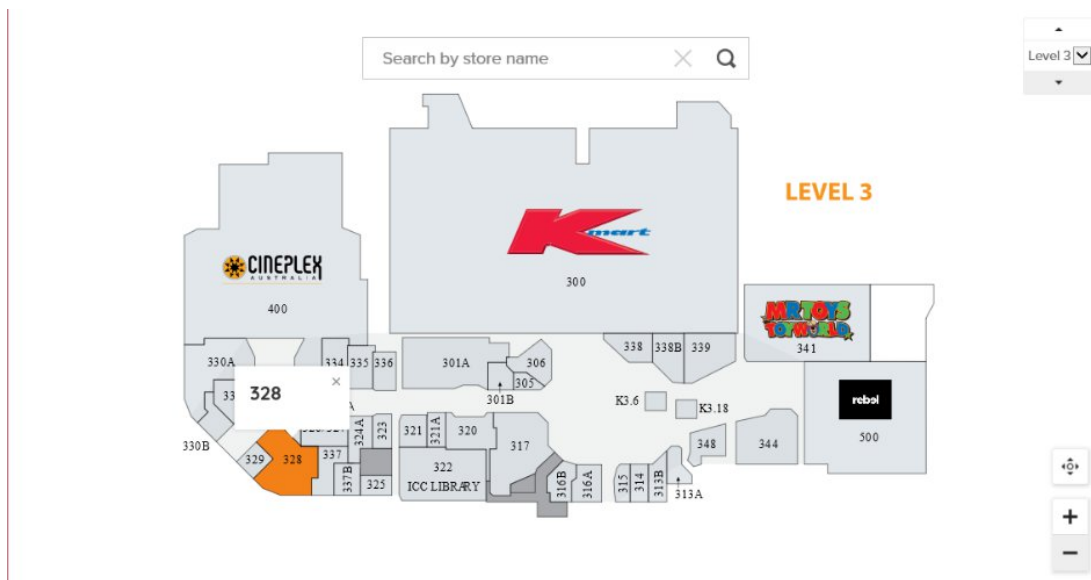 Search by store name
Level 3
LEVEL 3
Kmart
300
CINEPLEX
AUSTRALIA
400
MR TOYS
TOYWORLD
341
330A
334
335
336
301A
306
305
301B
338
338B
339
328
K3.6
K3.18
rebel
500
330B
329
328
337
337B
324A
323
325
321
321A
320
322
ICC LIBRARY
317
316B
316A
315
314
313B
313A
348
344